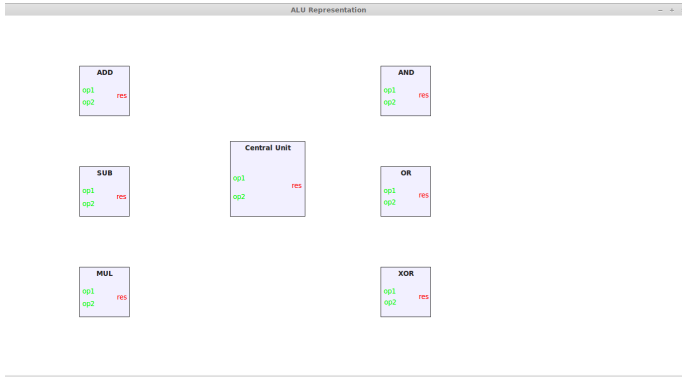 ALU Representation
ADD
op1
op2
res
AND
op1
op2
res
Central Unit
op1
op2
res
SUB
op1
op2
res
OR
op1
op2
res
MUL
op1
op2
res
XOR
op1
op2
res